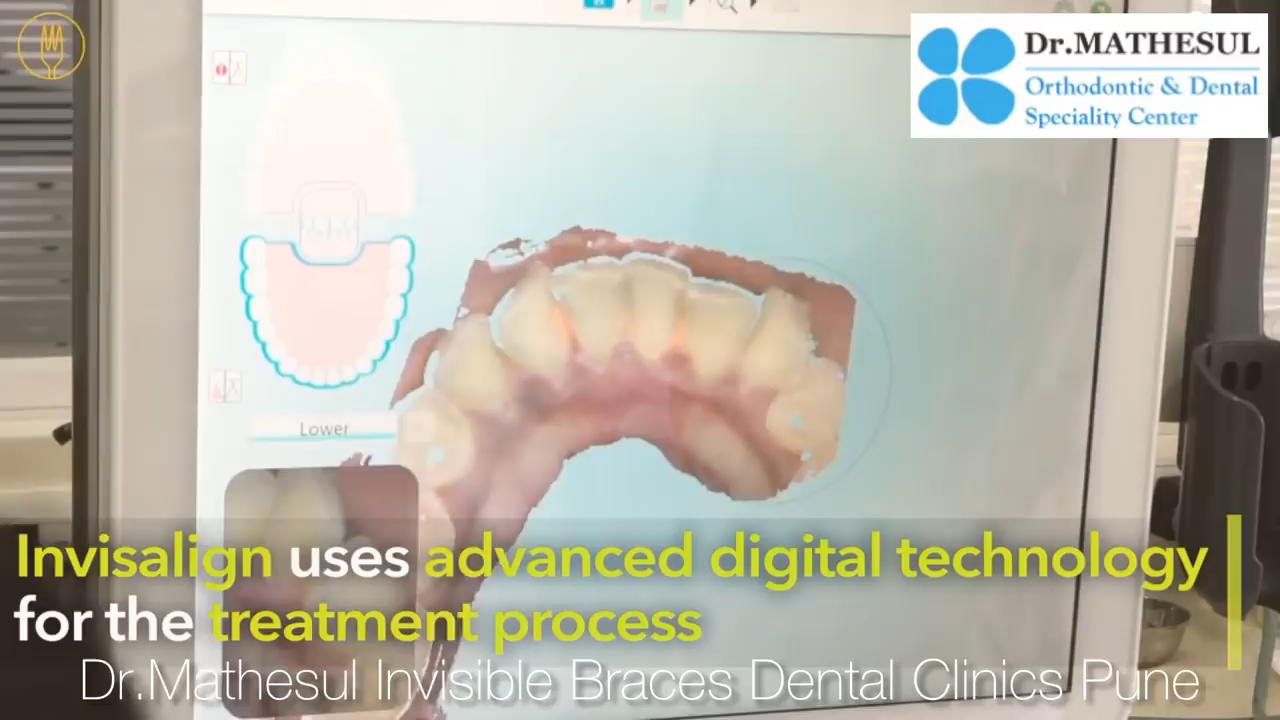 Dr.MATHESUL
Orthodontic & Dental
Speciality Center
Lower
Invisalign uses advanced digital technology
for the treatment process
Dr.Mathesul Invisible Braces Dental Clinics Pune